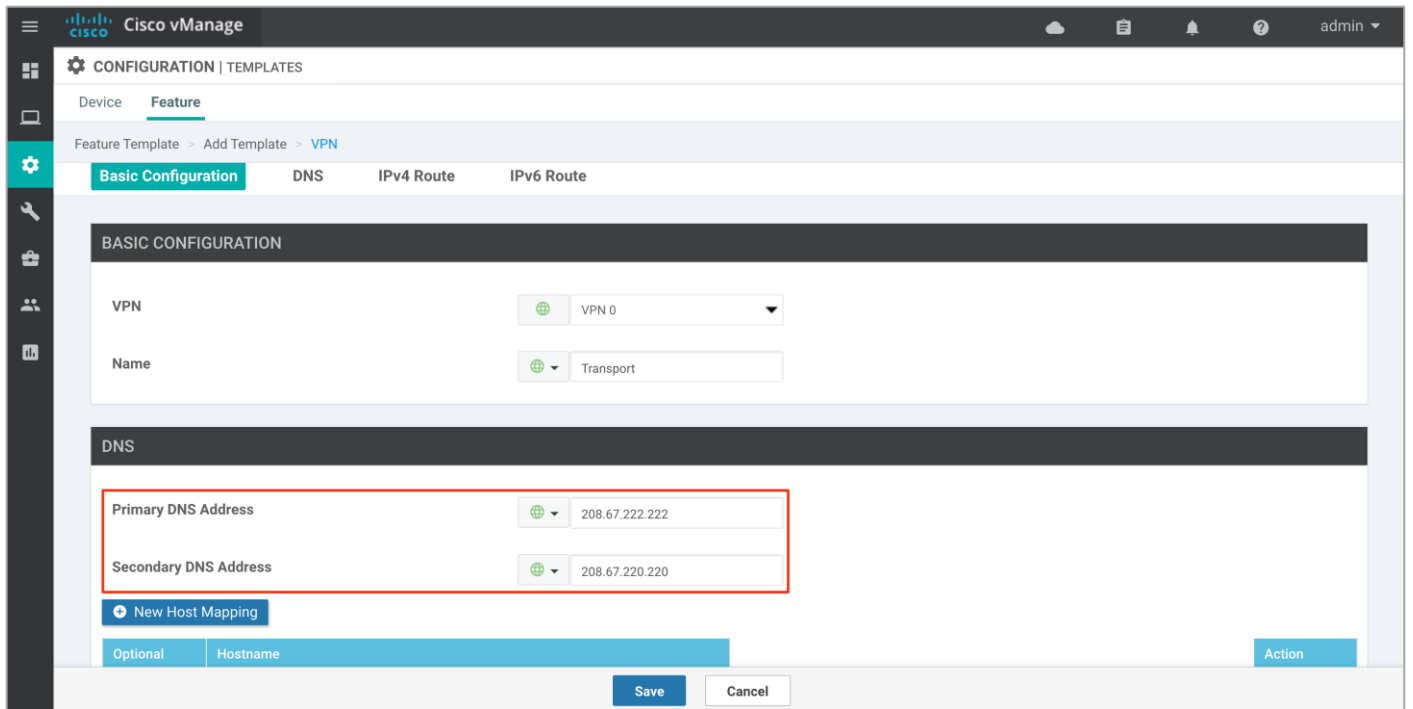 cisco Cisco vManage admin
CONFIGURATION | TEMPLATES
Device Feature
Feature Template > Add Template > VPN
Basic Configuration DNS IPv4 Route IPv6 Route
BASIC CONFIGURATION
VPN VPN 0
Name Transport
DNS
Primary DNS Address 208.67.222.222
Secondary DNS Address 208.67.220.220
New Host Mapping
Optional Hostname Action
Save Cancel